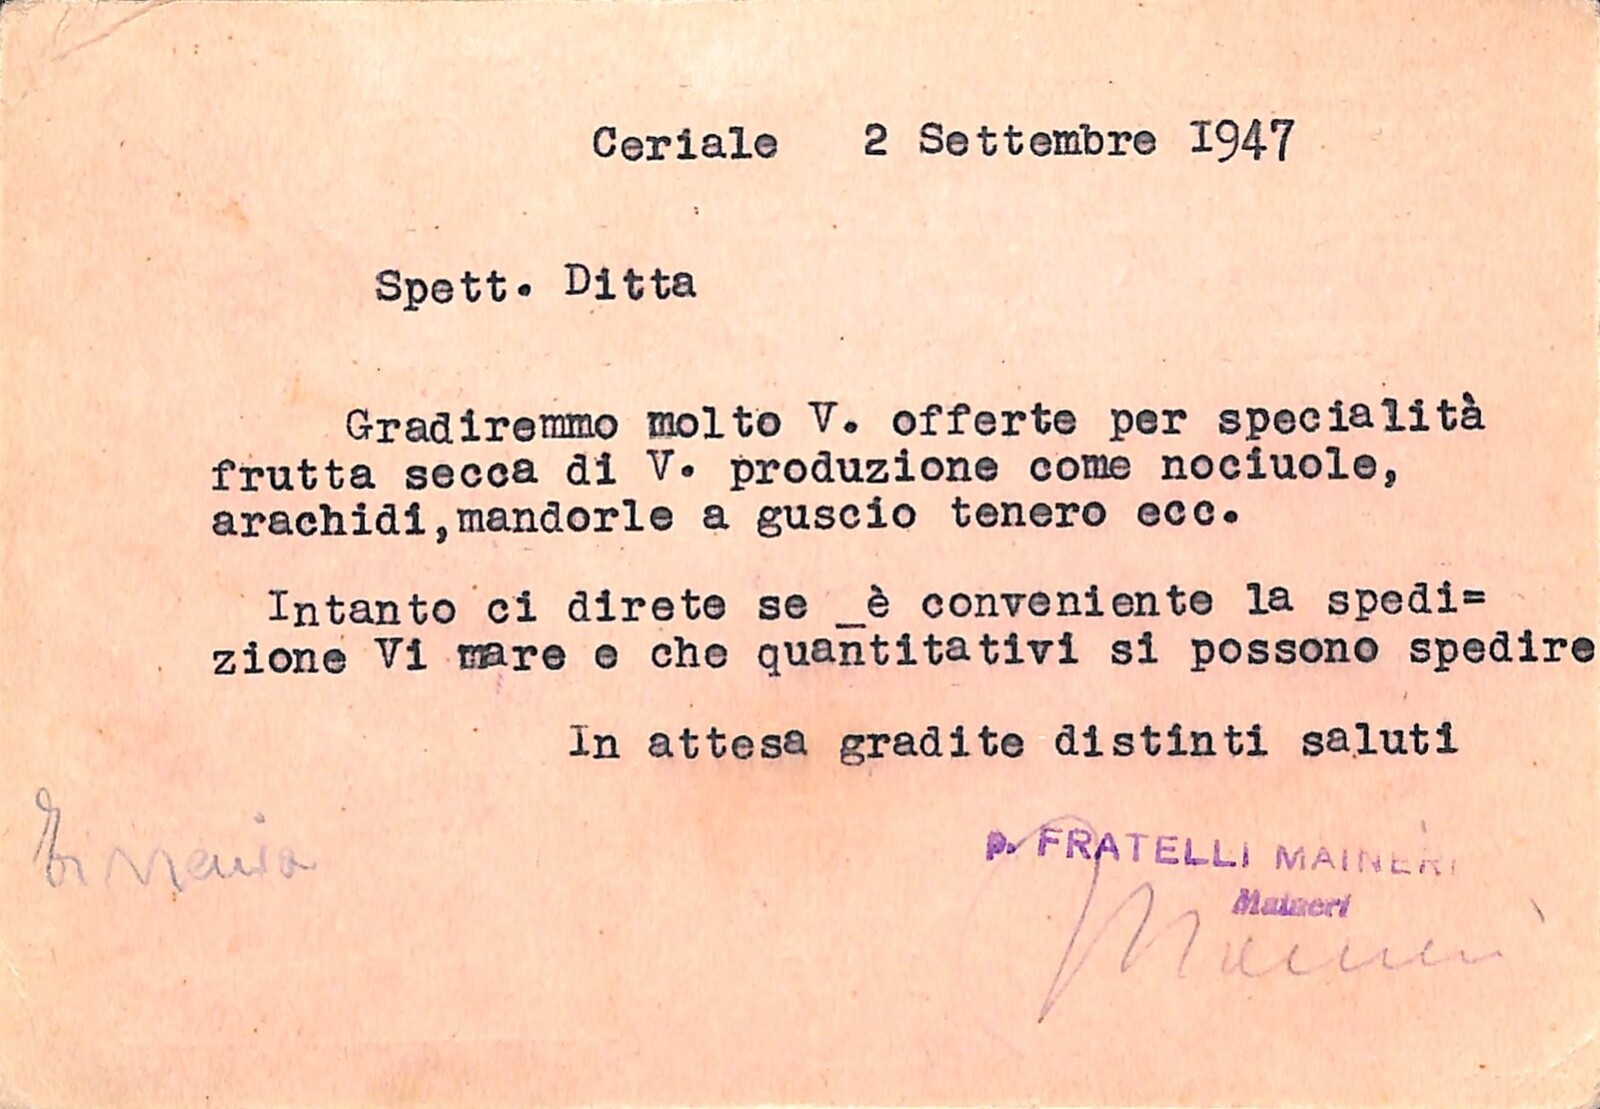 Ceriale 2 Settembre 1947
Spett. Ditta
Gradiremmo molto V. offerte per specialità
frutta secca di V. produzione come nociuole,
arachidi,mandorle a guscio tenero ecc.
Intanto ci direte se _è conveniente la spedi=
zione Vi mare e che quantitativi si possono spedire
In attesa gradite distinti saluti
p. FRATELLI MAINERI
Maineri
Maineri